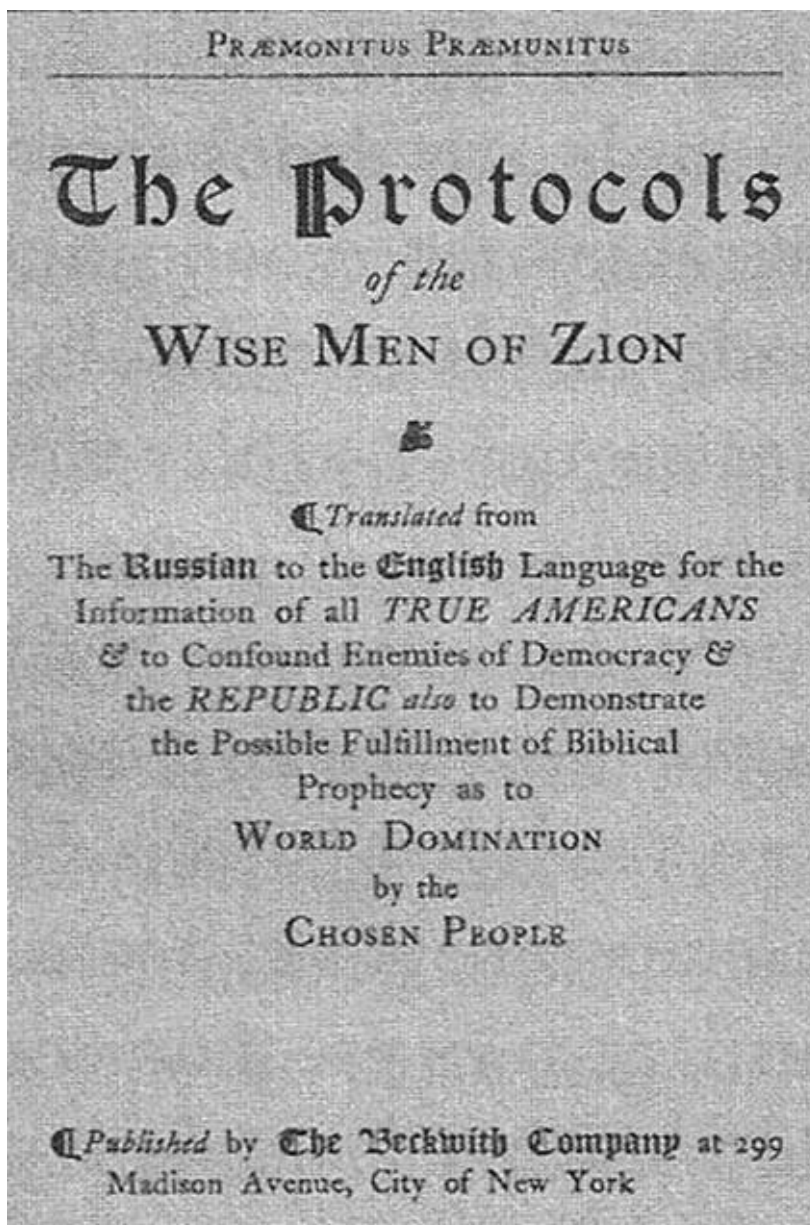 PRÆMONITUS PRÆMUNITUS
The Protocols
of the
WISE MEN OF ZION
Translated from
The Russian to the English Language for the
Information of all TRUE AMERICANS
& to Confound Enemies of Democracy &
the REPUBLIC also to Demonstrate
the Possible Fulfillment of Biblical
Prophecy as to
WORLD DOMINATION
by the
CHOSEN PEOPLE
Published by The Beckwith Company at 299
Madison Avenue, City of New York